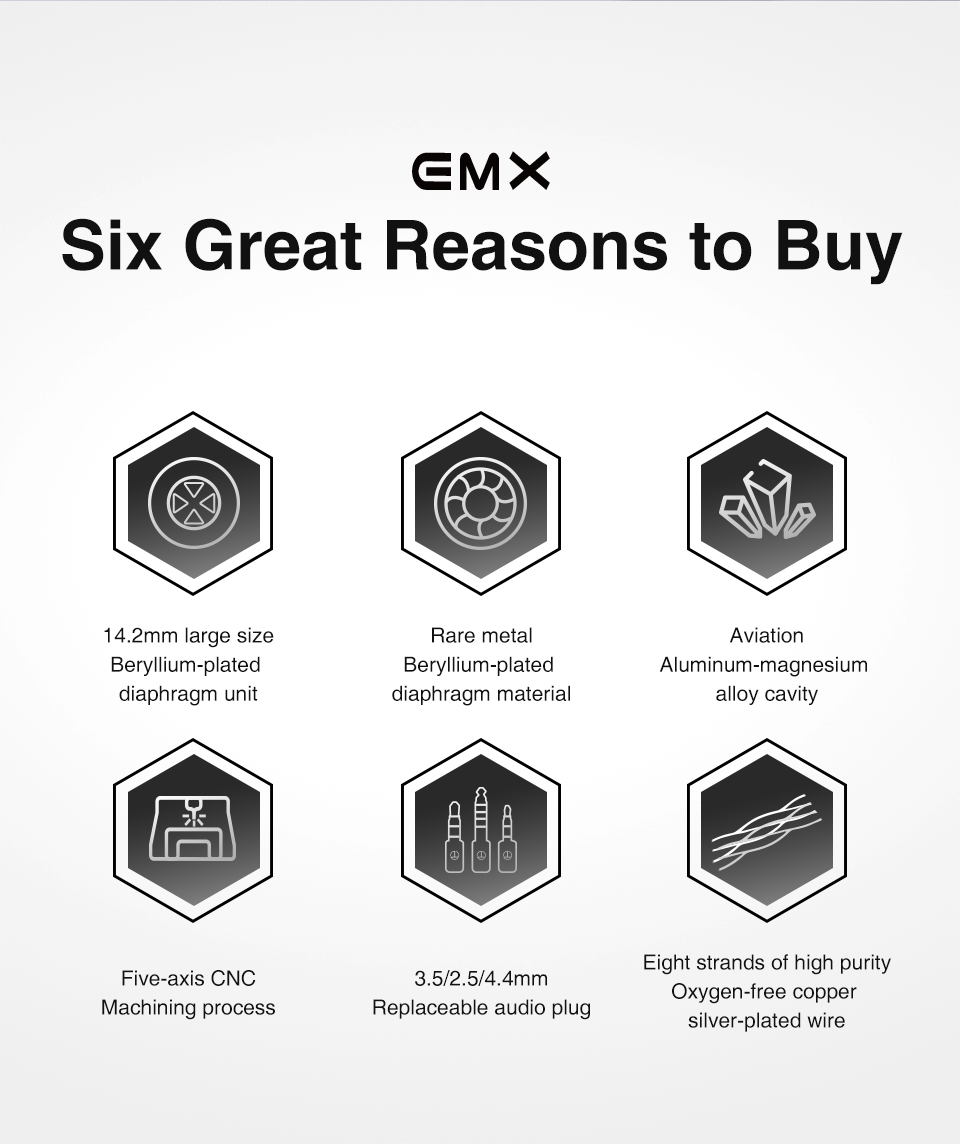 EMX
Six Great Reasons to Buy
14.2mm large size
Beryllium-plated
diaphragm unit
Rare metal
Beryllium-plated
diaphragm material
Aviation
Aluminum-magnesium
alloy cavity
Five-axis CNC
Machining process
3.5/2.5/4.4mm
Replaceable audio plug
Eight strands of high purity
Oxygen-free copper
silver-plated wire